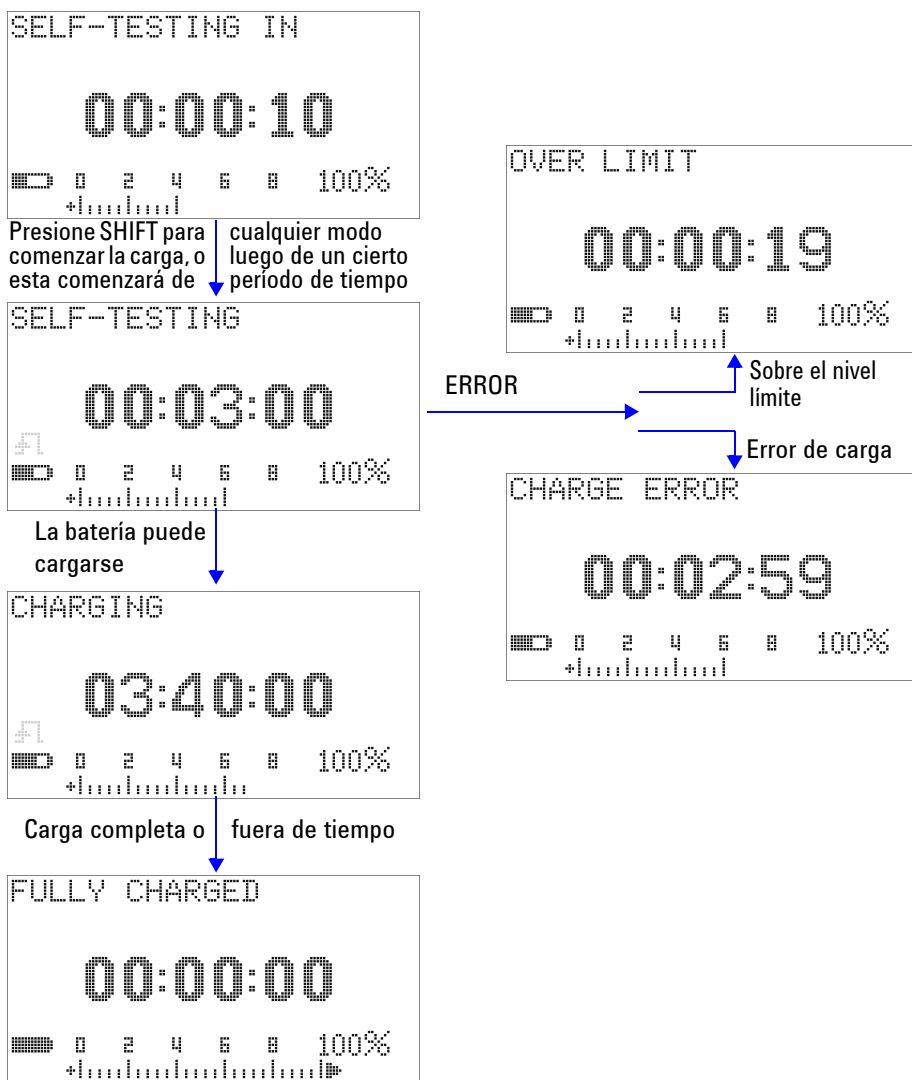 SELF-TESTING IN
00:00:10
0 2 4 6 8 100%
Presione SHIFT para cualquier modo
comenzar la carga, o luego de un cierto
esta comenzará de período de tiempo
SELF-TESTING
00:03:00
0 2 4 6 8 100%
La batería puede
cargarse
CHARGING
03:40:00
0 2 4 6 8 100%
Carga completa o fuera de tiempo
FULLY CHARGED
00:00:00
0 2 4 6 8 100%
ERROR
OVER LIMIT
00:00:19
0 2 4 6 8 100%
Sobre el nivel
límite
Error de carga
CHARGE ERROR
00:02:59
0 2 4 6 8 100%